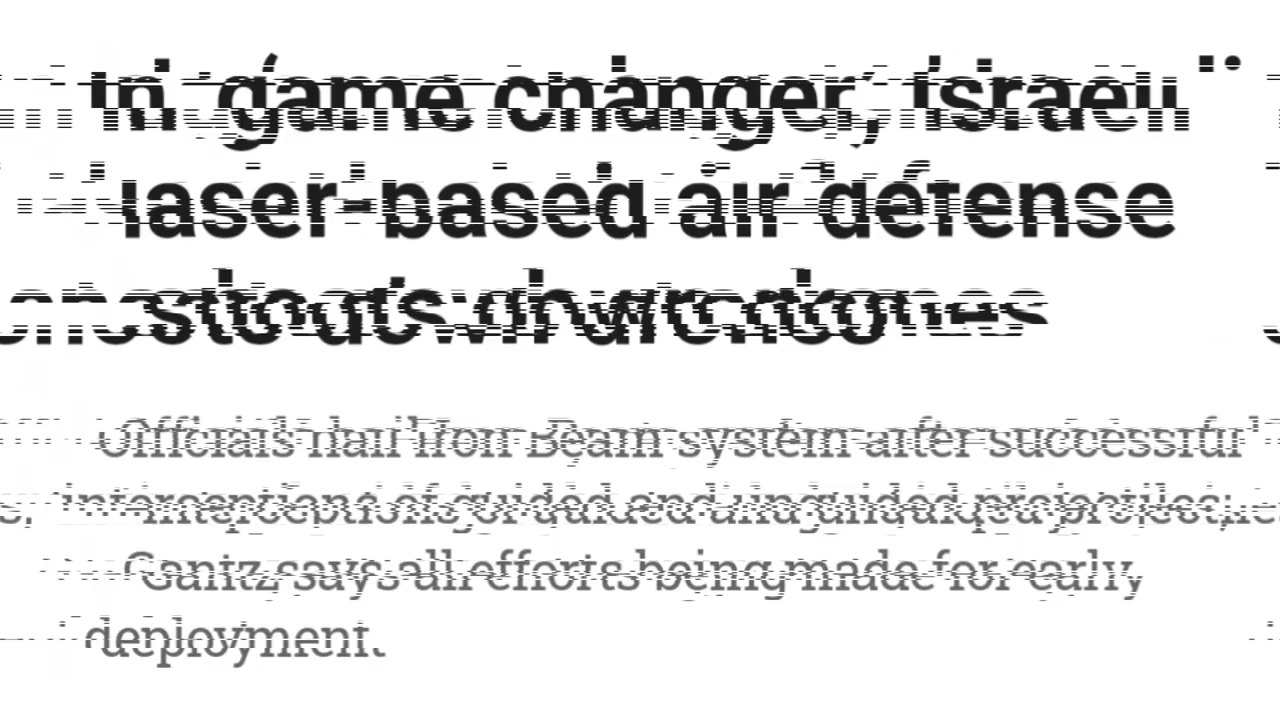 In 'game changer,' Israeli
laser-based air defense
shoots down drones
Officials hail Iron Beam system after successful
interceptions of guided and unguided projectiles;
Gantz says all efforts being made for early
deployment.